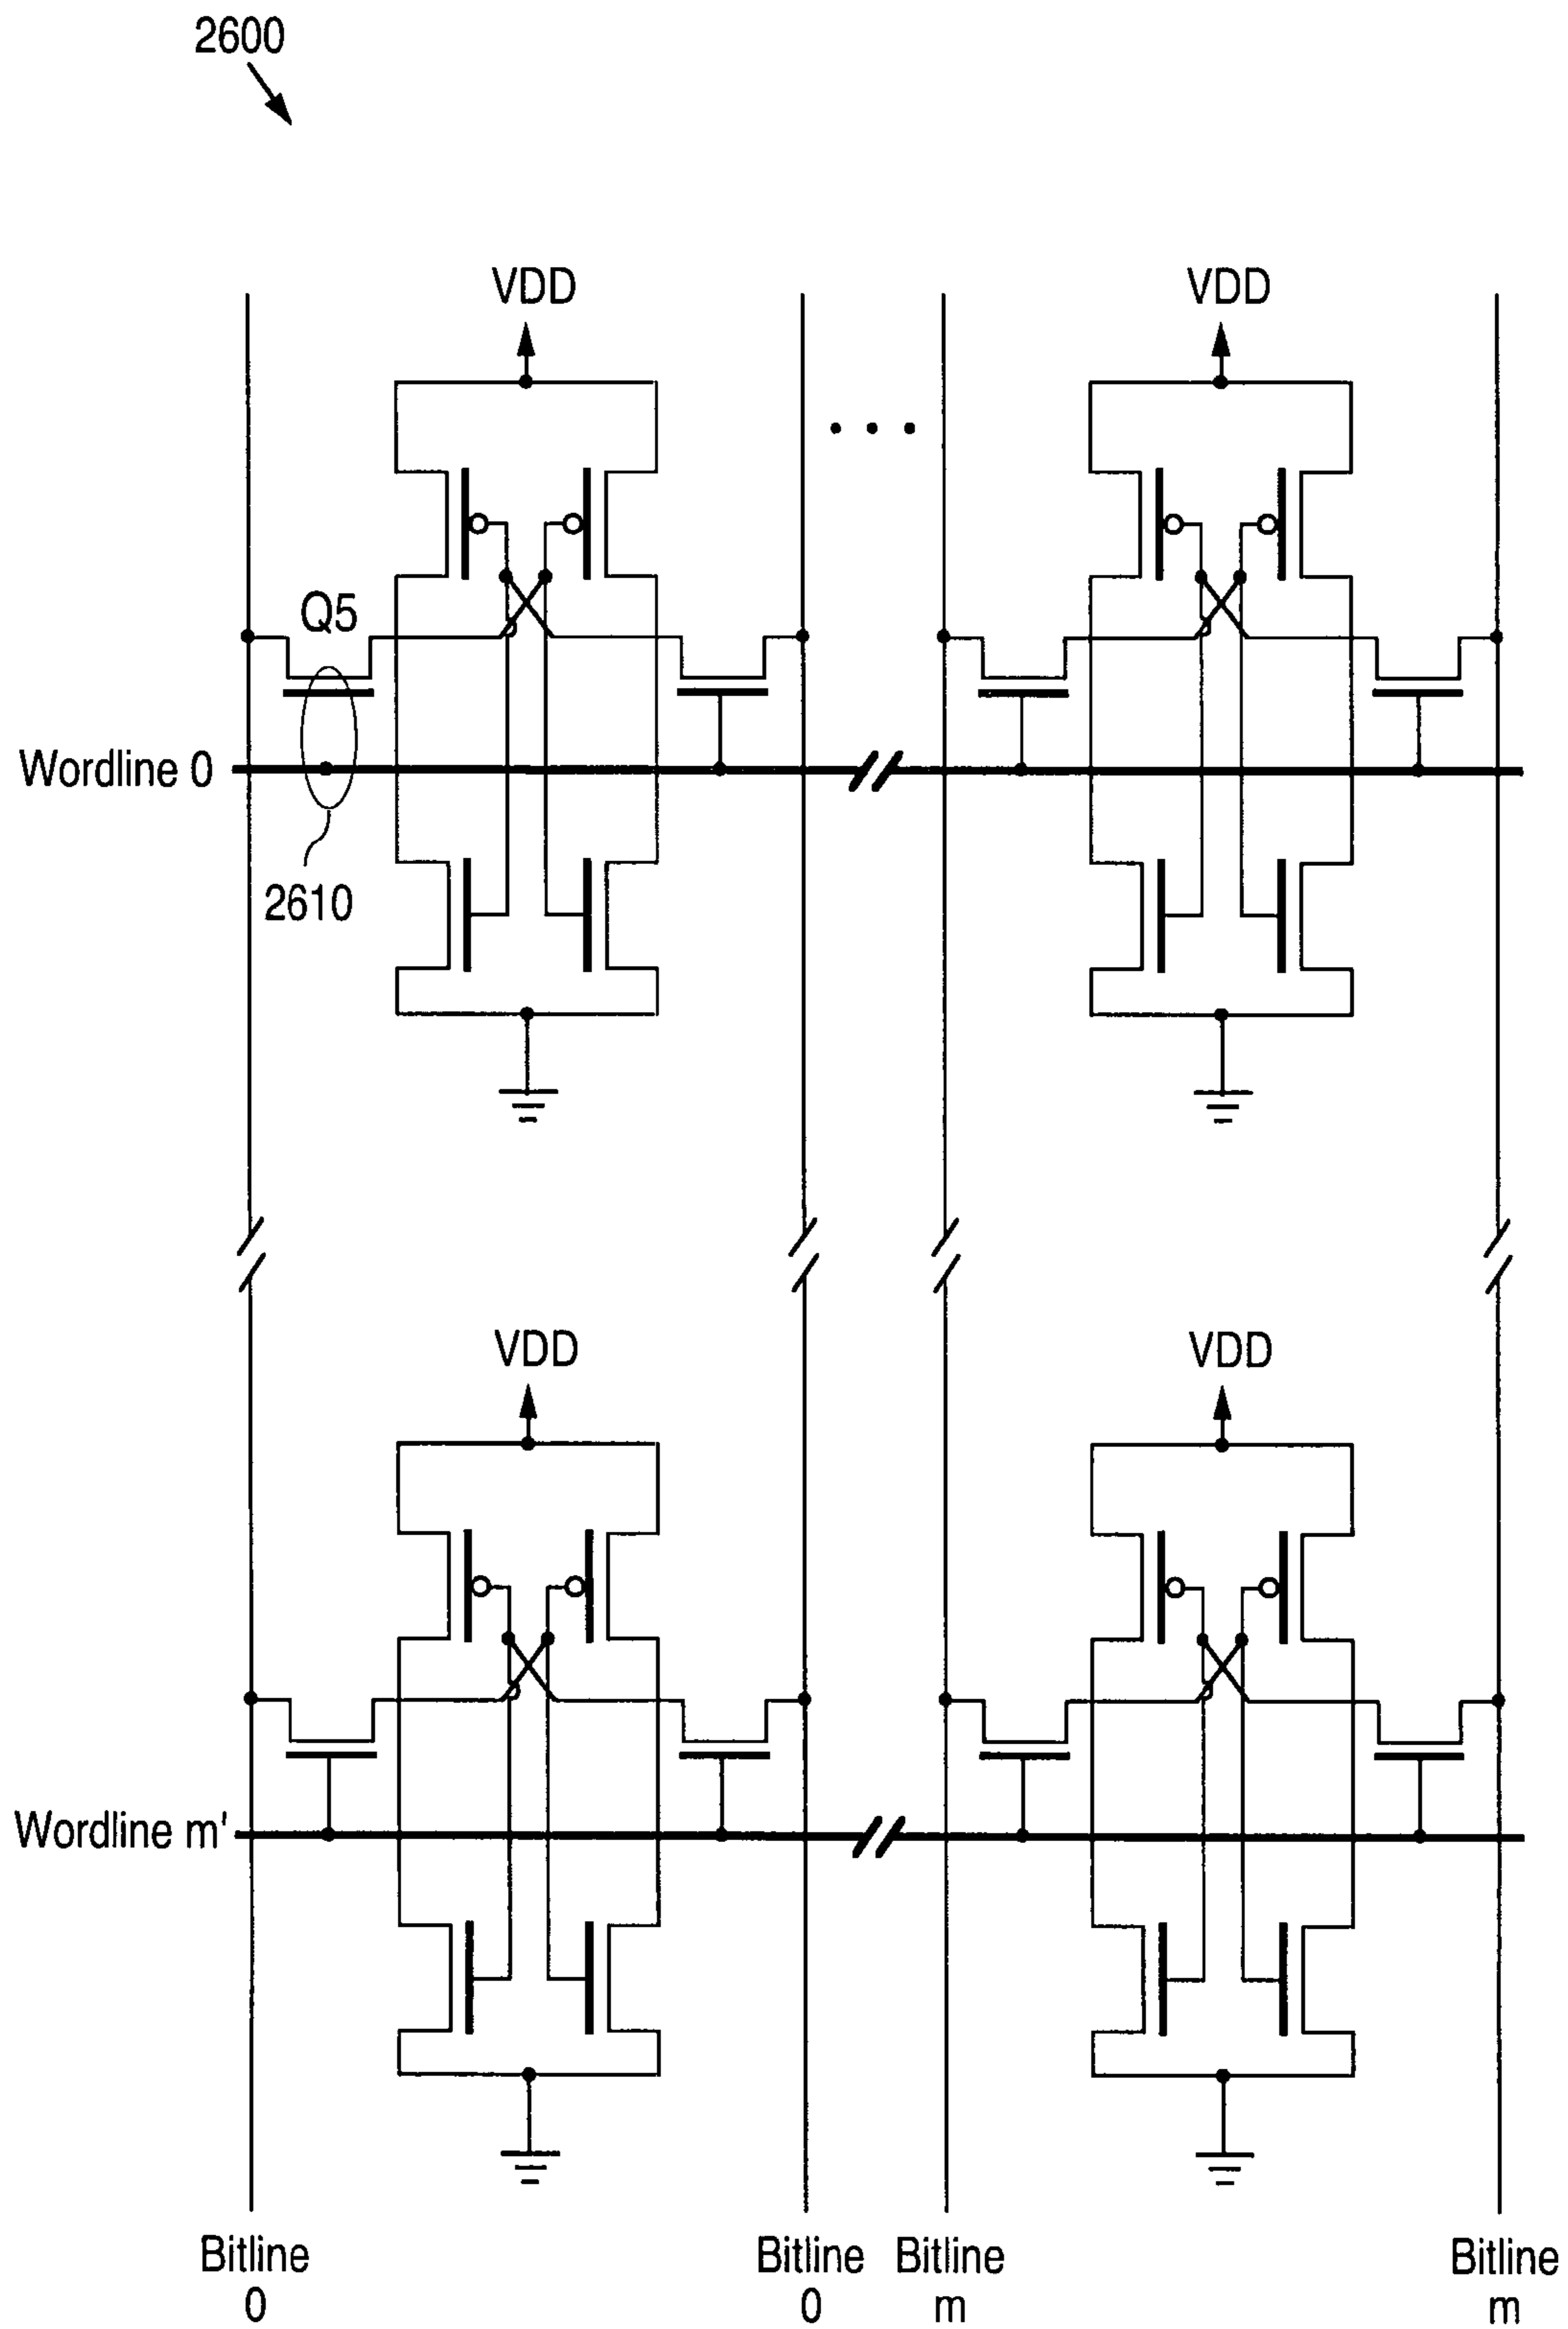 2600
VDD
VDD
Q5
Wordline 0
2610
VDD
VDD
Wordline m'
Bitline
0
Bitline
0
Bitline
m
Bitline
m